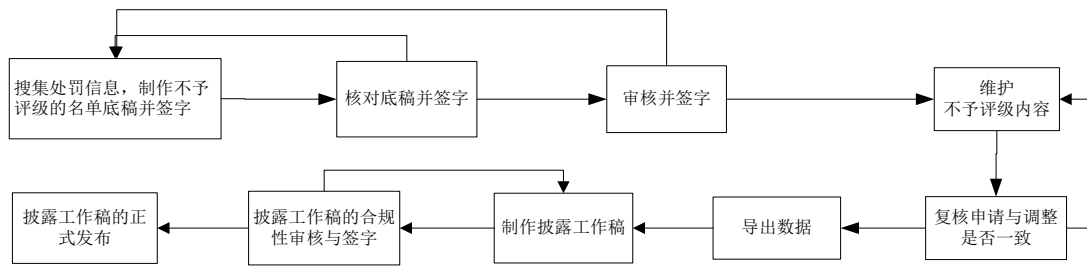 搜集处罚信息，制作不予
评级的名单底稿并签字
核对底稿并签字
审核并签字
维护
不予评级内容
披露工作稿的正
式发布
披露工作稿的合规
性审核与签字
制作披露工作稿
导出数据
复核申请与调整
是否一致